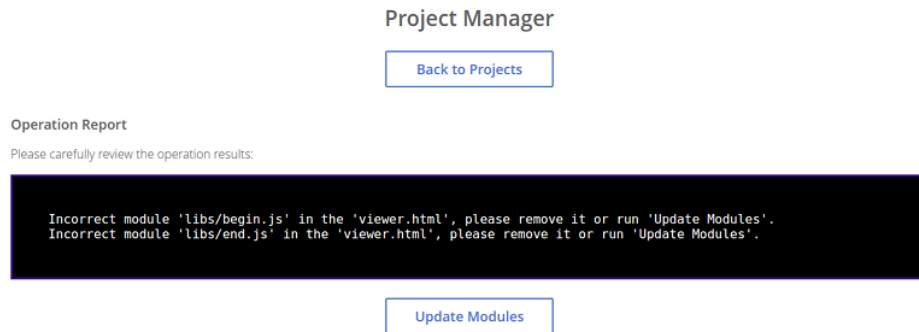 Project Manager
Back to Projects
Operation Report
Please carefully review the operation results:
Incorrect module 'libs/begin.js' in the 'viewer.html', please remove it or run 'Update Modules'.
Incorrect module 'libs/end.js' in the 'viewer.html', please remove it or run 'Update Modules'.
Update Modules